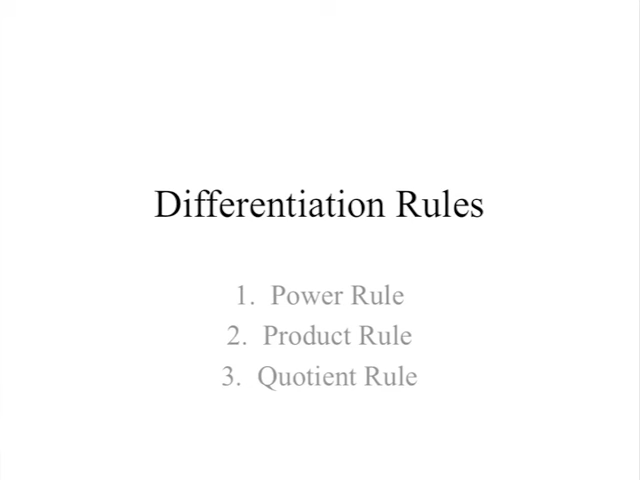 Differentiation Rules
1. Power Rule
2. Product Rule
3. Quotient Rule